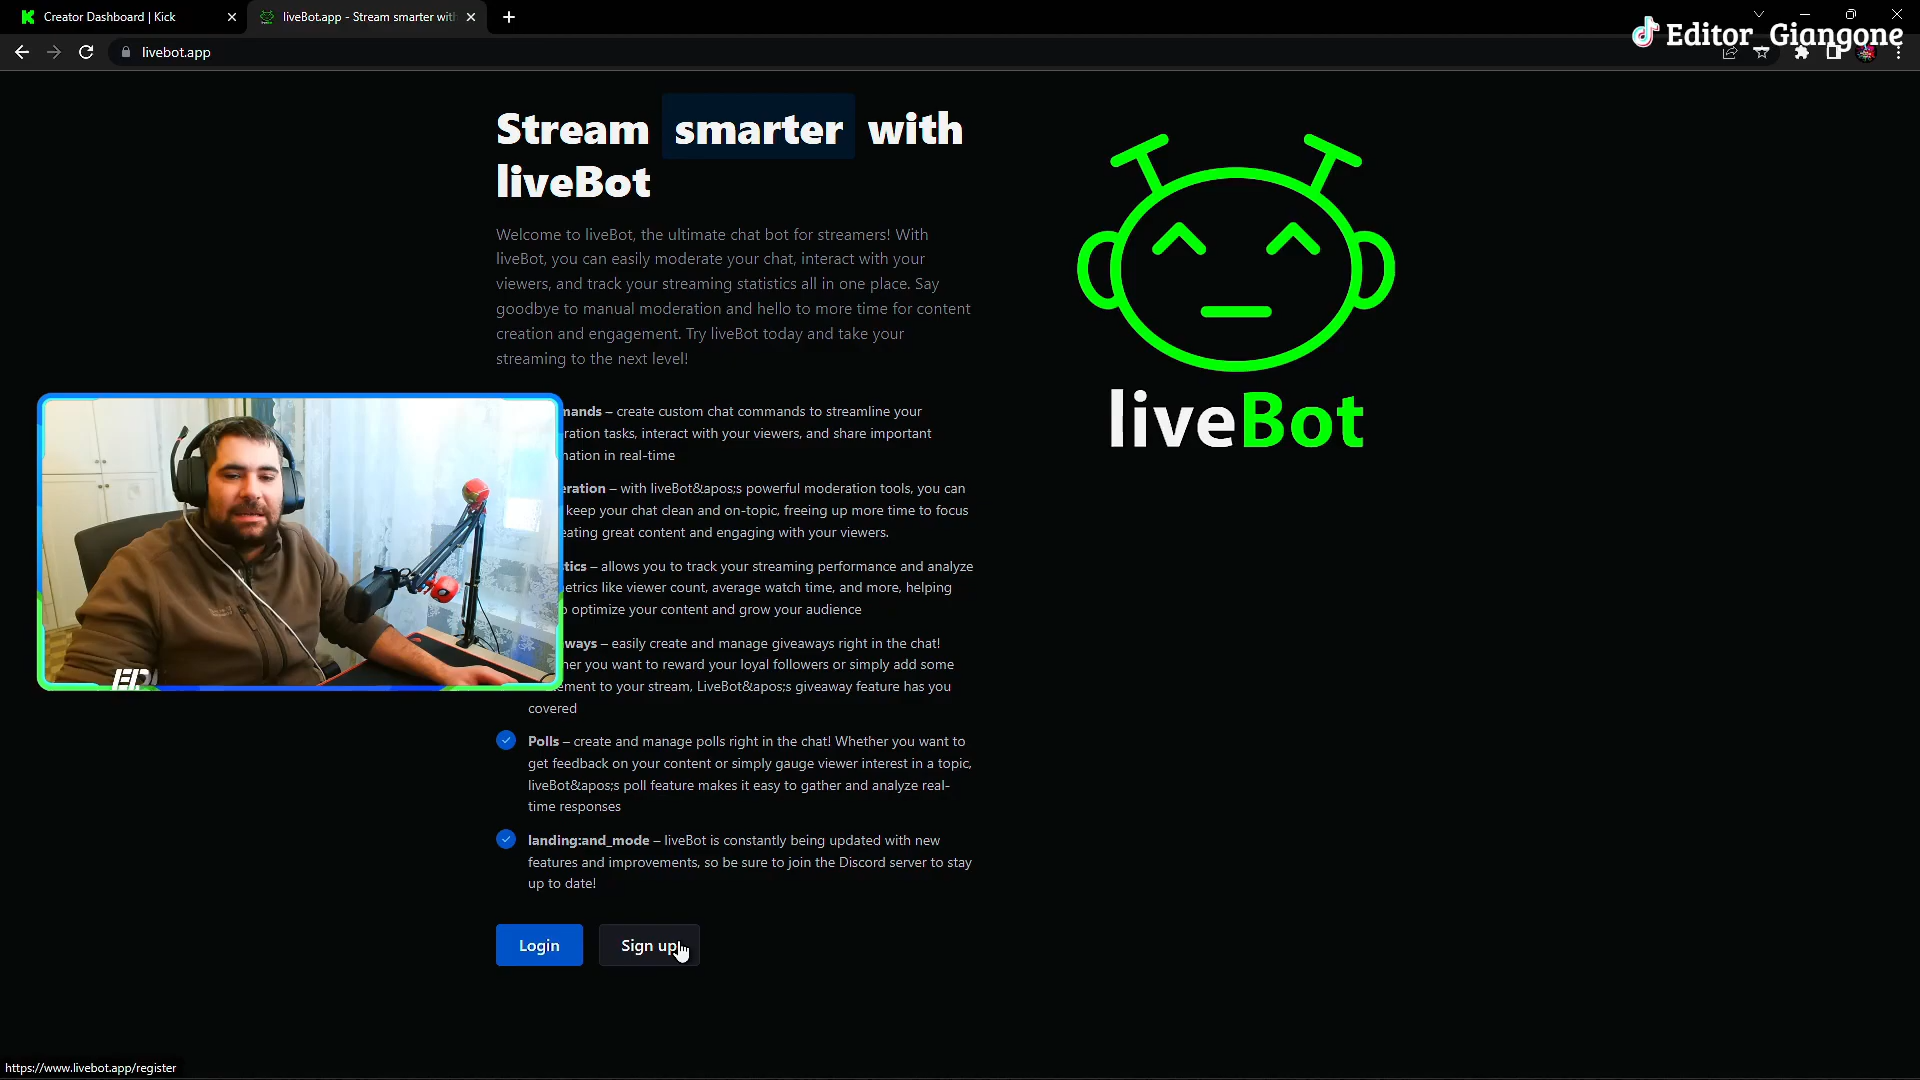 Creator Dashboard | Kick
liveBot.app - Stream smarter with
Editor_Giangone
livebot.app
Stream smarter with
liveBot
Welcome to liveBot, the ultimate chat bot for streamers! With
liveBot, you can easily moderate your chat, interact with your
viewers, and track your streaming statistics all in one place. Say
goodbye to manual moderation and hello to more time for content
creation and engagement. Try liveBot today and take your
streaming to the next level!
mands – create custom chat commands to streamline your
ration tasks, interact with your viewers, and share important
nation in real-time
eration – with liveBot&apos;s powerful moderation tools, you can
keep your chat clean and on-topic, freeing up more time to focus
eating great content and engaging with your viewers.
tics – allows you to track your streaming performance and analyze
etrics like viewer count, average watch time, and more, helping
optimize your content and grow your audience
ways – easily create and manage giveaways right in the chat!
her you want to reward your loyal followers or simply add some
ement to your stream, LiveBot&apos;s giveaway feature has you
covered
Polls – create and manage polls right in the chat! Whether you want to
get feedback on your content or simply gauge viewer interest in a topic,
liveBot&apos;s poll feature makes it easy to gather and analyze real-
time responses
landing:and_mode – liveBot is constantly being updated with new
features and improvements, so be sure to join the Discord server to stay
up to date!
Login
Sign up
liveBot
https://www.livebot.app/register